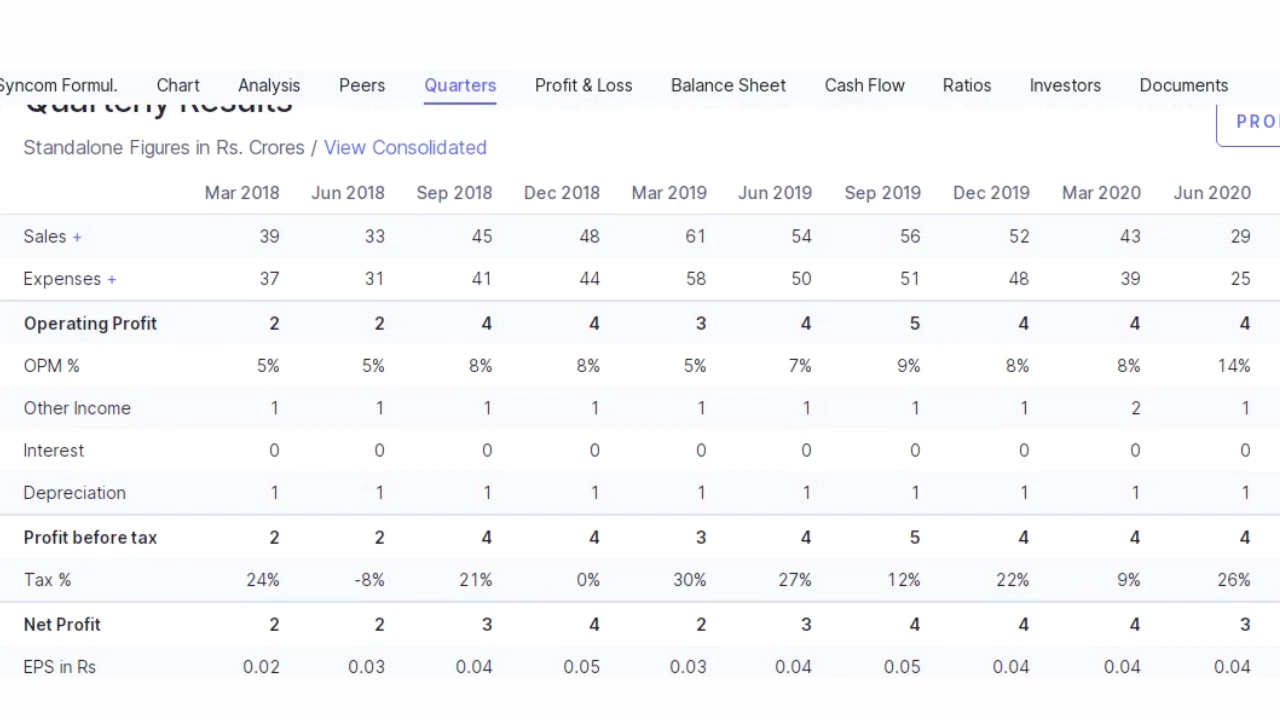 Syncom Formul. Chart Analysis Peers Quarters Profit & Loss Balance Sheet Cash Flow Ratios Investors Documents
Quarterly Results
Standalone Figures in Rs. Crores / View Consolidated
Mar 2018 Jun 2018 Sep 2018 Dec 2018 Mar 2019 Jun 2019 Sep 2019 Dec 2019 Mar 2020 Jun 2020
Sales + 39 33 45 48 61 54 56 52 43 29
Expenses + 37 31 41 44 58 50 51 48 39 25
Operating Profit 2 2 4 4 3 4 5 4 4 4
OPM % 5% 5% 8% 8% 5% 7% 9% 8% 8% 14%
Other Income 1 1 1 1 1 1 1 1 2 1
Interest 0 0 0 0 0 0 0 0 0 0
Depreciation 1 1 1 1 1 1 1 1 1 1
Profit before tax 2 2 4 4 3 4 5 4 4 4
Tax % 24% -8% 21% 0% 30% 27% 12% 22% 9% 26%
Net Profit 2 2 3 4 2 3 4 4 4 3
EPS in Rs 0.02 0.03 0.04 0.05 0.03 0.04 0.05 0.04 0.04 0.04